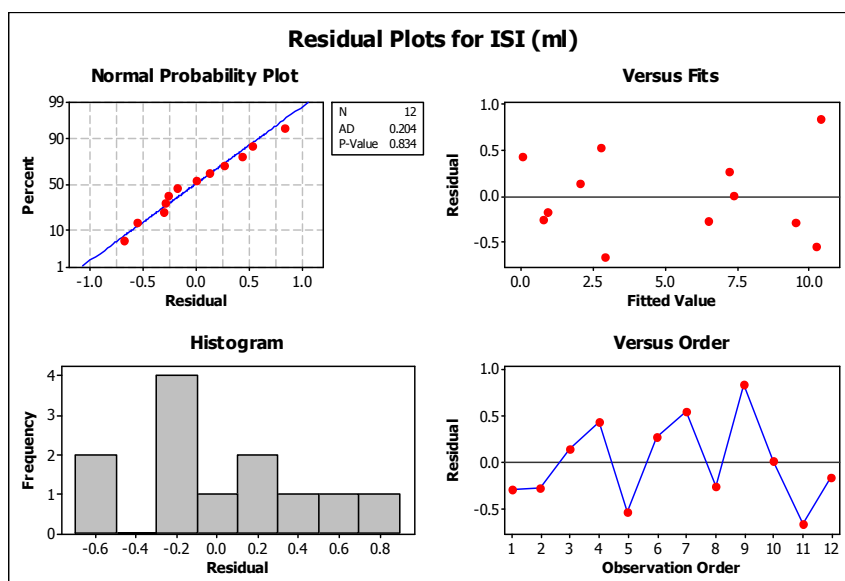 Residual Plots for ISI (ml)
Normal Probability Plot
99
90
50
10
1
Percent
-1.0 -0.5 0.0 0.5 1.0
Residual
N 12
AD 0.204
P-Value 0.834
Versus Fits
1.0
0.5
0.0
-0.5
Residual
0.0 2.5 5.0 7.5 10.0
Fitted Value
Histogram
4
3
2
1
0
Frequency
-0.6 -0.4 -0.2 0.0 0.2 0.4 0.6 0.8
Residual
Versus Order
1.0
0.5
0.0
-0.5
Residual
1 2 3 4 5 6 7 8 9 10 11 12
Observation Order